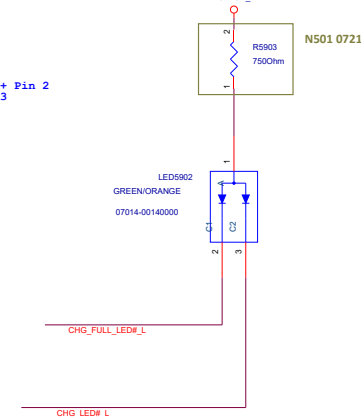 2
R5903
750Ohm
N501 0721
+ Pin 2
3
1
1
LED5902
GREEN/ORANGE
07014-00140000
A
C1
C2
2
3
CHG_FULL_LED#_L
CHG_LED#_L